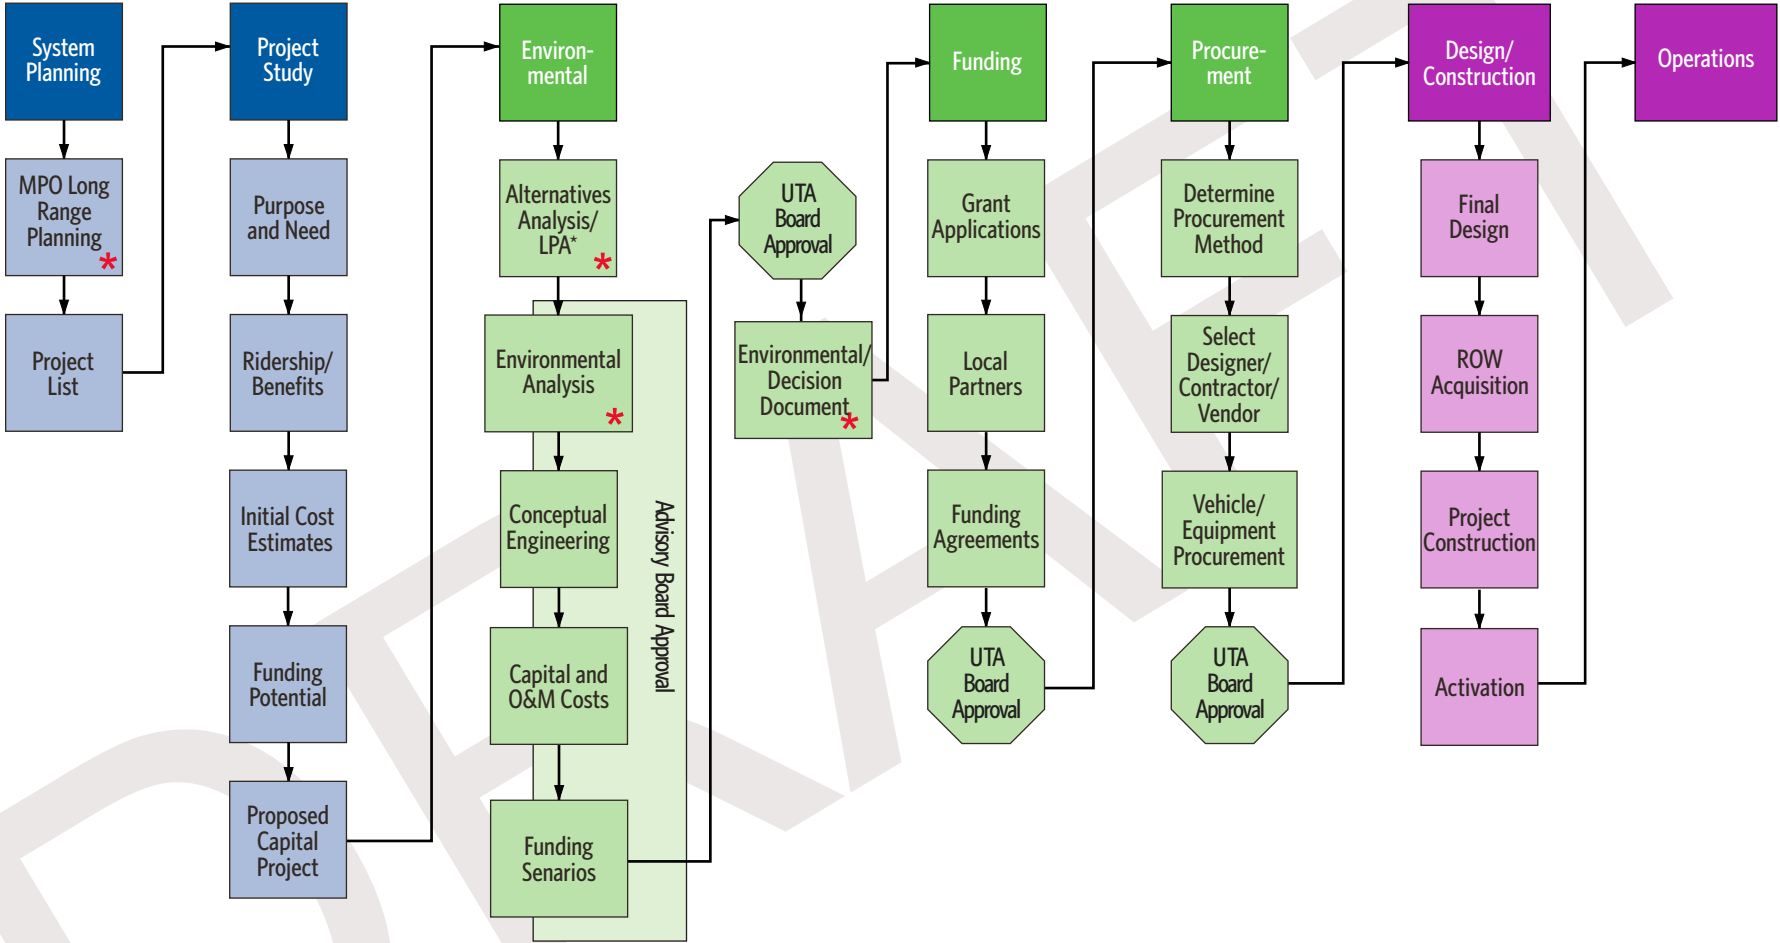 System
Planning
MPO Long
Range
Planning
*
Project
List
Project
Study
Purpose
and Need
Ridership/
Benefits
Initial Cost
Estimates
Funding
Potential
Proposed
Capital
Project
Environ-
mental
Alternatives
Analysis/
LPA*
*
Environmental
Analysis
*
Conceptual
Engineering
Capital and
O&M Costs
Funding
Senarios
Advisory Board Approval
UTA
Board
Approval
Environmental/
Decision
Document
*
Funding
Grant
Applications
Local
Partners
Funding
Agreements
UTA
Board
Approval
Procure-
ment
Determine
Procurement
Method
Select
Designer/
Contractor/
Vendor
Vehicle/
Equipment
Procurement
UTA
Board
Approval
Design/
Construction
Final
Design
ROW
Acquisition
Project
Construction
Activation
Operations
DRAFT